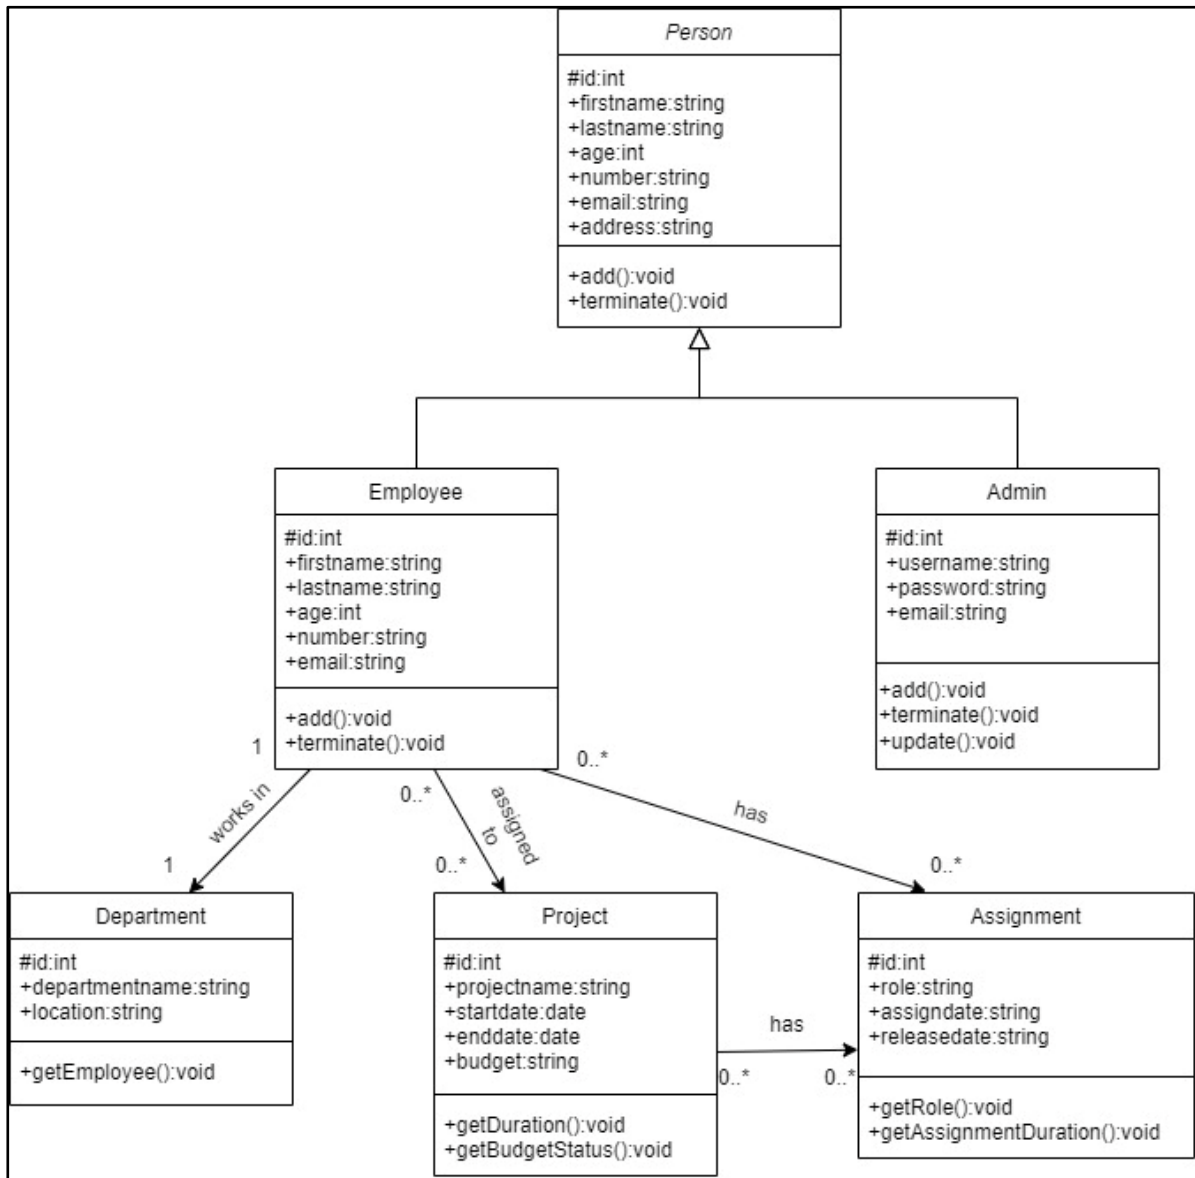 Person
#id:int
+firstname:string
+lastname:string
+age:int
+number:string
+email:string
+address:string
+add():void
+terminate():void
Employee
#id:int
+firstname:string
+lastname:string
+age:int
+number:string
+email:string
+add():void
+terminate():void
Admin
#id:int
+username:string
+password:string
+email:string
+add():void
+terminate():void
+update():void
1
works in
1
0..*
assigned
to
0..*
0..*
has
0..*
Department
#id:int
+departmentname:string
+location:string
+getEmployee():void
Project
#id:int
+projectname:string
+startdate:date
+enddate:date
+budget:string
+getDuration():void
+getBudgetStatus():void
has
0..*
0..*
Assignment
#id:int
+role:string
+assigndate:string
+releasedate:string
+getRole():void
+getAssignmentDuration():void